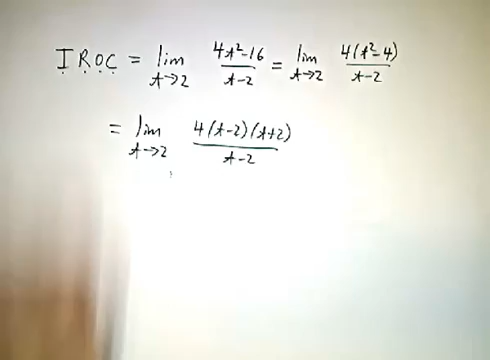 I R O C = lim t→2 4t²-16 / t-2 = lim t→2 4(t²-4) / t-2
= lim t→2 4(t-2)(t+2) / t-2